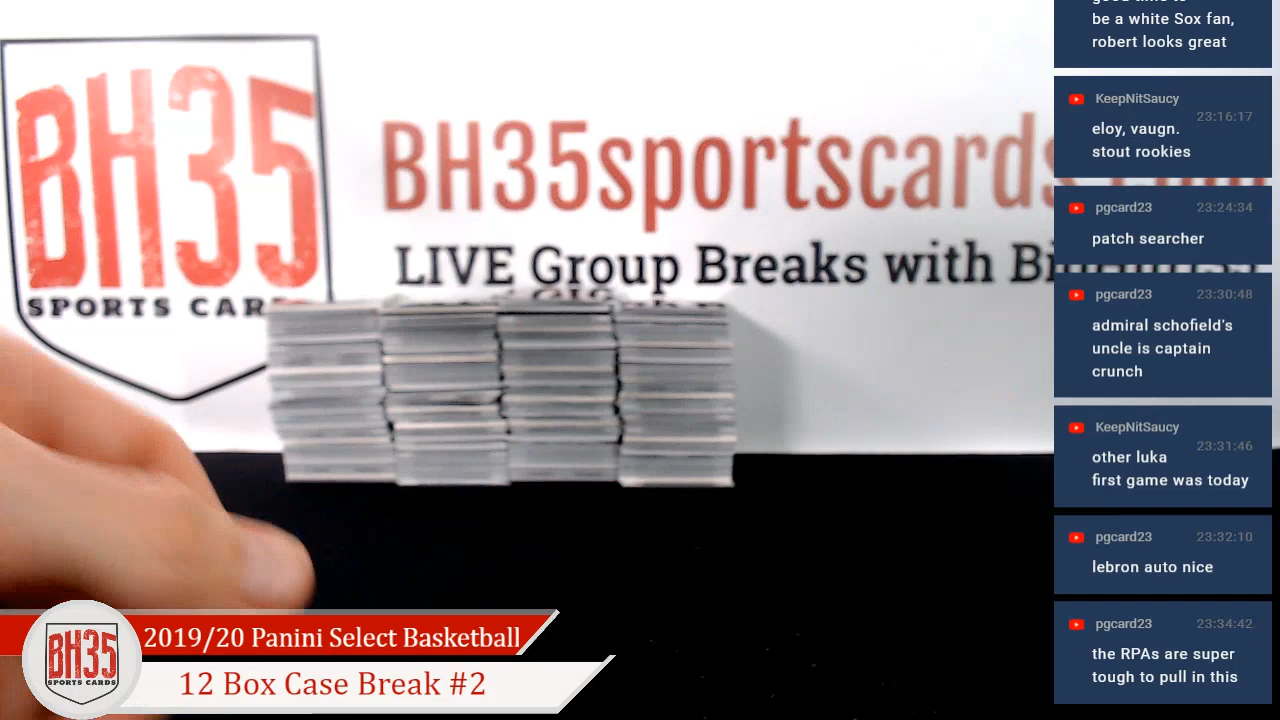 BH35
SPORTS CAR
BH35sportscards
LIVE Group Breaks with
be a white Sox fan,
robert looks great
KeepNitSaucy
23:16:17
eloy, vaugn.
stout rookies
pgcard23
23:24:34
patch searcher
pgcard23
23:30:48
admiral schofield's
uncle is captain
crunch
KeepNitSaucy
23:31:46
other luka
first game was today
pgcard23
23:32:10
lebron auto nice
pgcard23
23:34:42
the RPAs are super
tough to pull in this
BH35
SPORTS CARDS
2019/20 Panini Select Basketball
12 Box Case Break #2